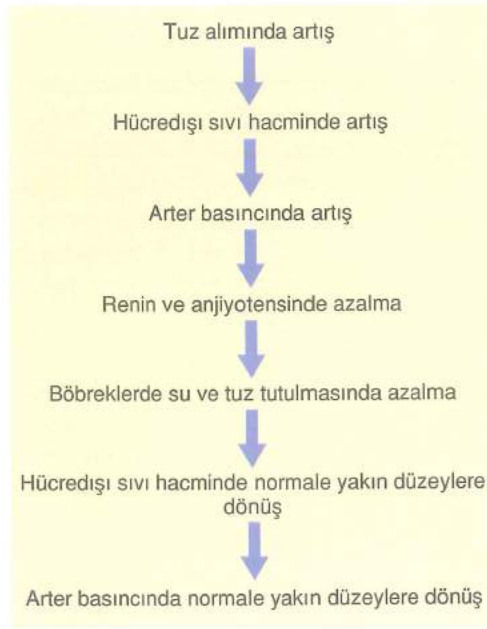 Tuz alımında artış
Hücredışı sıvı hacminde artış
Arter basıncında artış
Renin ve anjiyotensinde azalma
Böbreklerde su ve tuz tutulmasında azalma
Hücredışı sıvı hacminde normale yakın düzeylere
dönüş
Arter basıncında normale yakın düzeylere dönüş